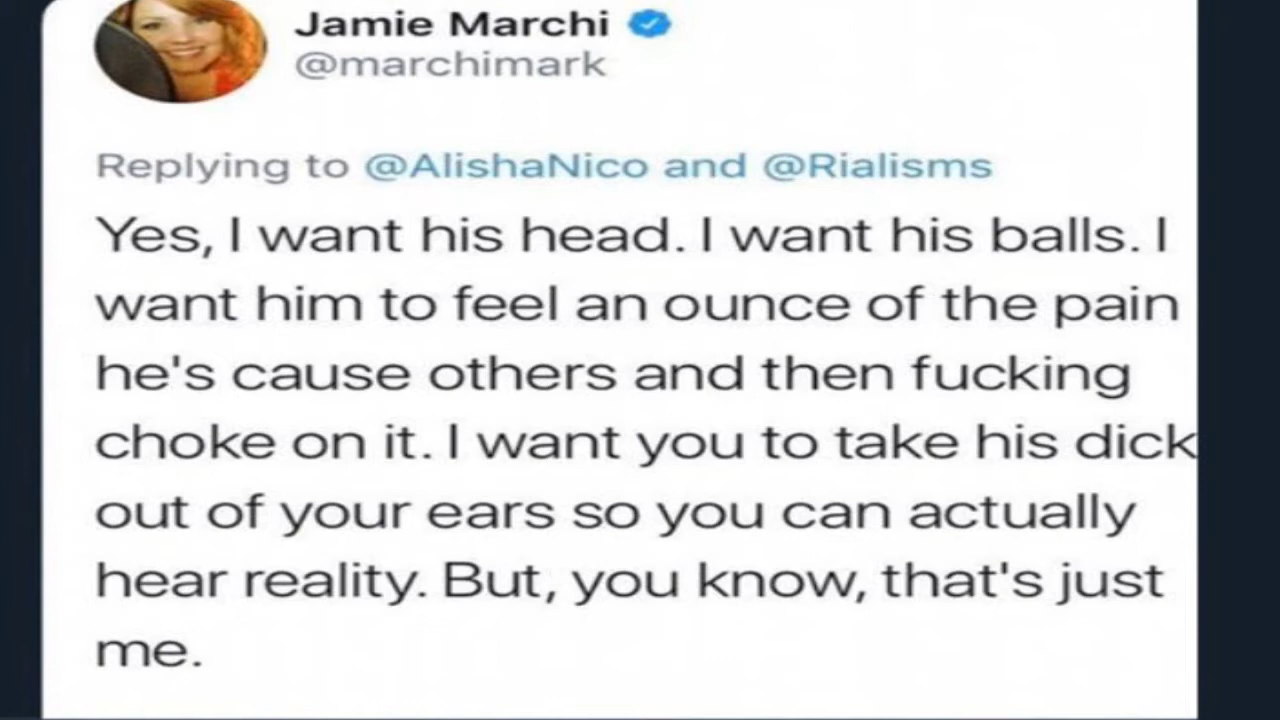 Jamie Marchi
@marchimark
Replying to @AlishaNico and @Rialisms
Yes, I want his head. I want his balls. I
want him to feel an ounce of the pain
he's cause others and then fucking
choke on it. I want you to take his dick
out of your ears so you can actually
hear reality. But, you know, that's just
me.